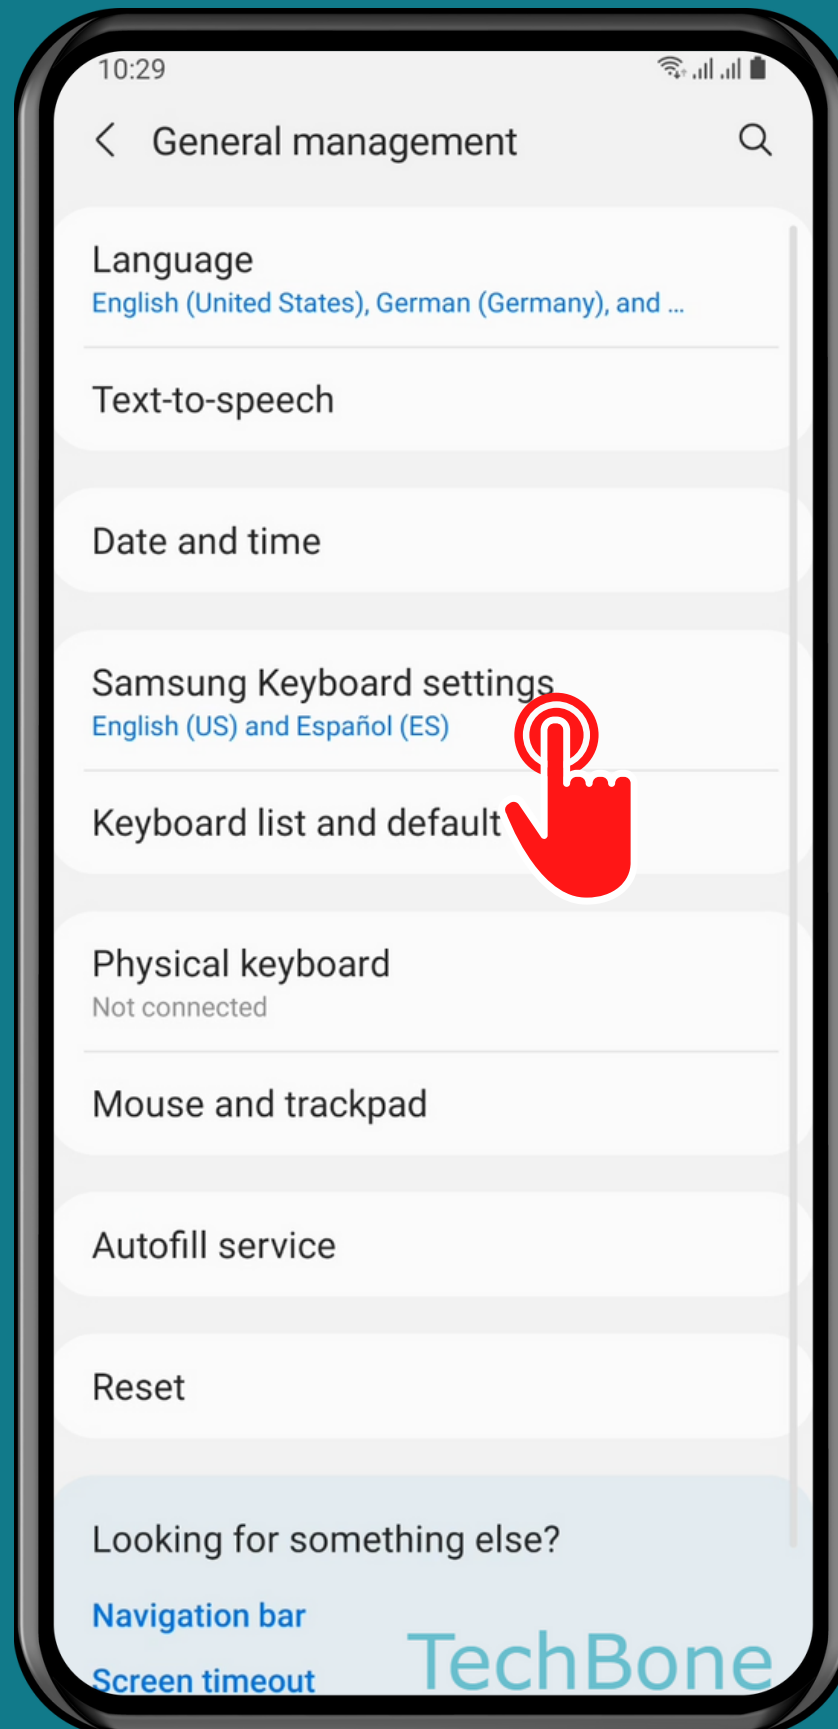 10:29
General management
Language
English (United States), German (Germany), and ...
Text-to-speech
Date and time
Samsung Keyboard settings
English (US) and Español (ES)
Keyboard list and default
Physical keyboard
Not connected
Mouse and trackpad
Autofill service
Reset
Looking for something else?
Navigation bar
Screen timeout
TechBone